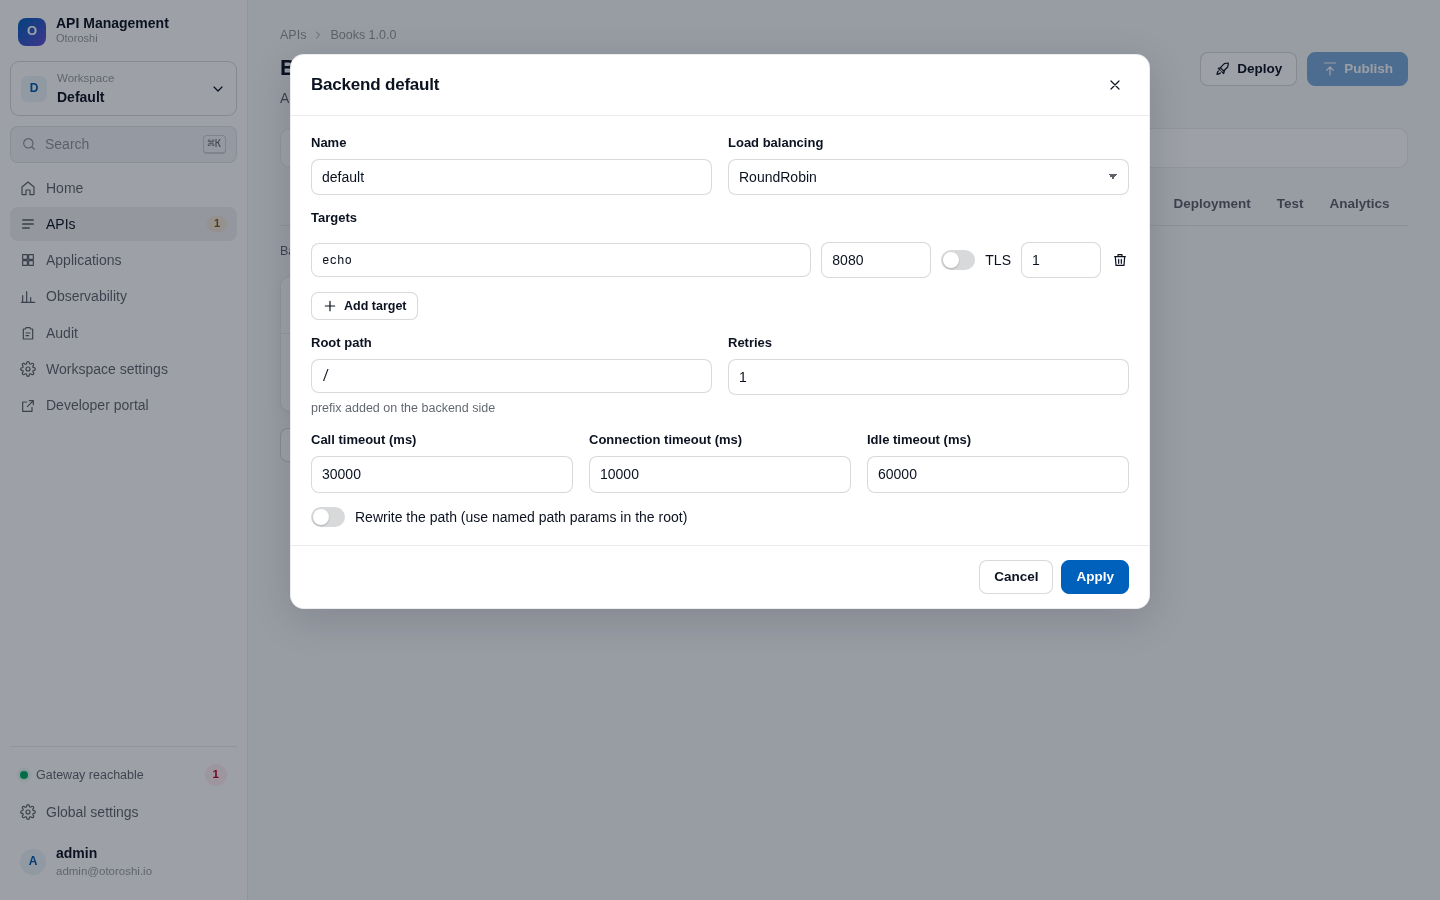 API Management
Otoroshi
Workspace
D
Default
Search
⌘K
Home
APIs
1
Applications
Observability
Audit
Workspace settings
Developer portal
Gateway reachable
1
Global settings
A
admin
admin@otoroshi.io
APIs > Books 1.0.0
Deploy
Publish
Deployment
Test
Analytics
Backend default
Name
Load balancing
default
RoundRobin
Targets
echo
8080
TLS
1
Add target
Root path
Retries
/
1
prefix added on the backend side
Call timeout (ms)
Connection timeout (ms)
Idle timeout (ms)
30000
10000
60000
Rewrite the path (use named path params in the root)
Cancel
Apply